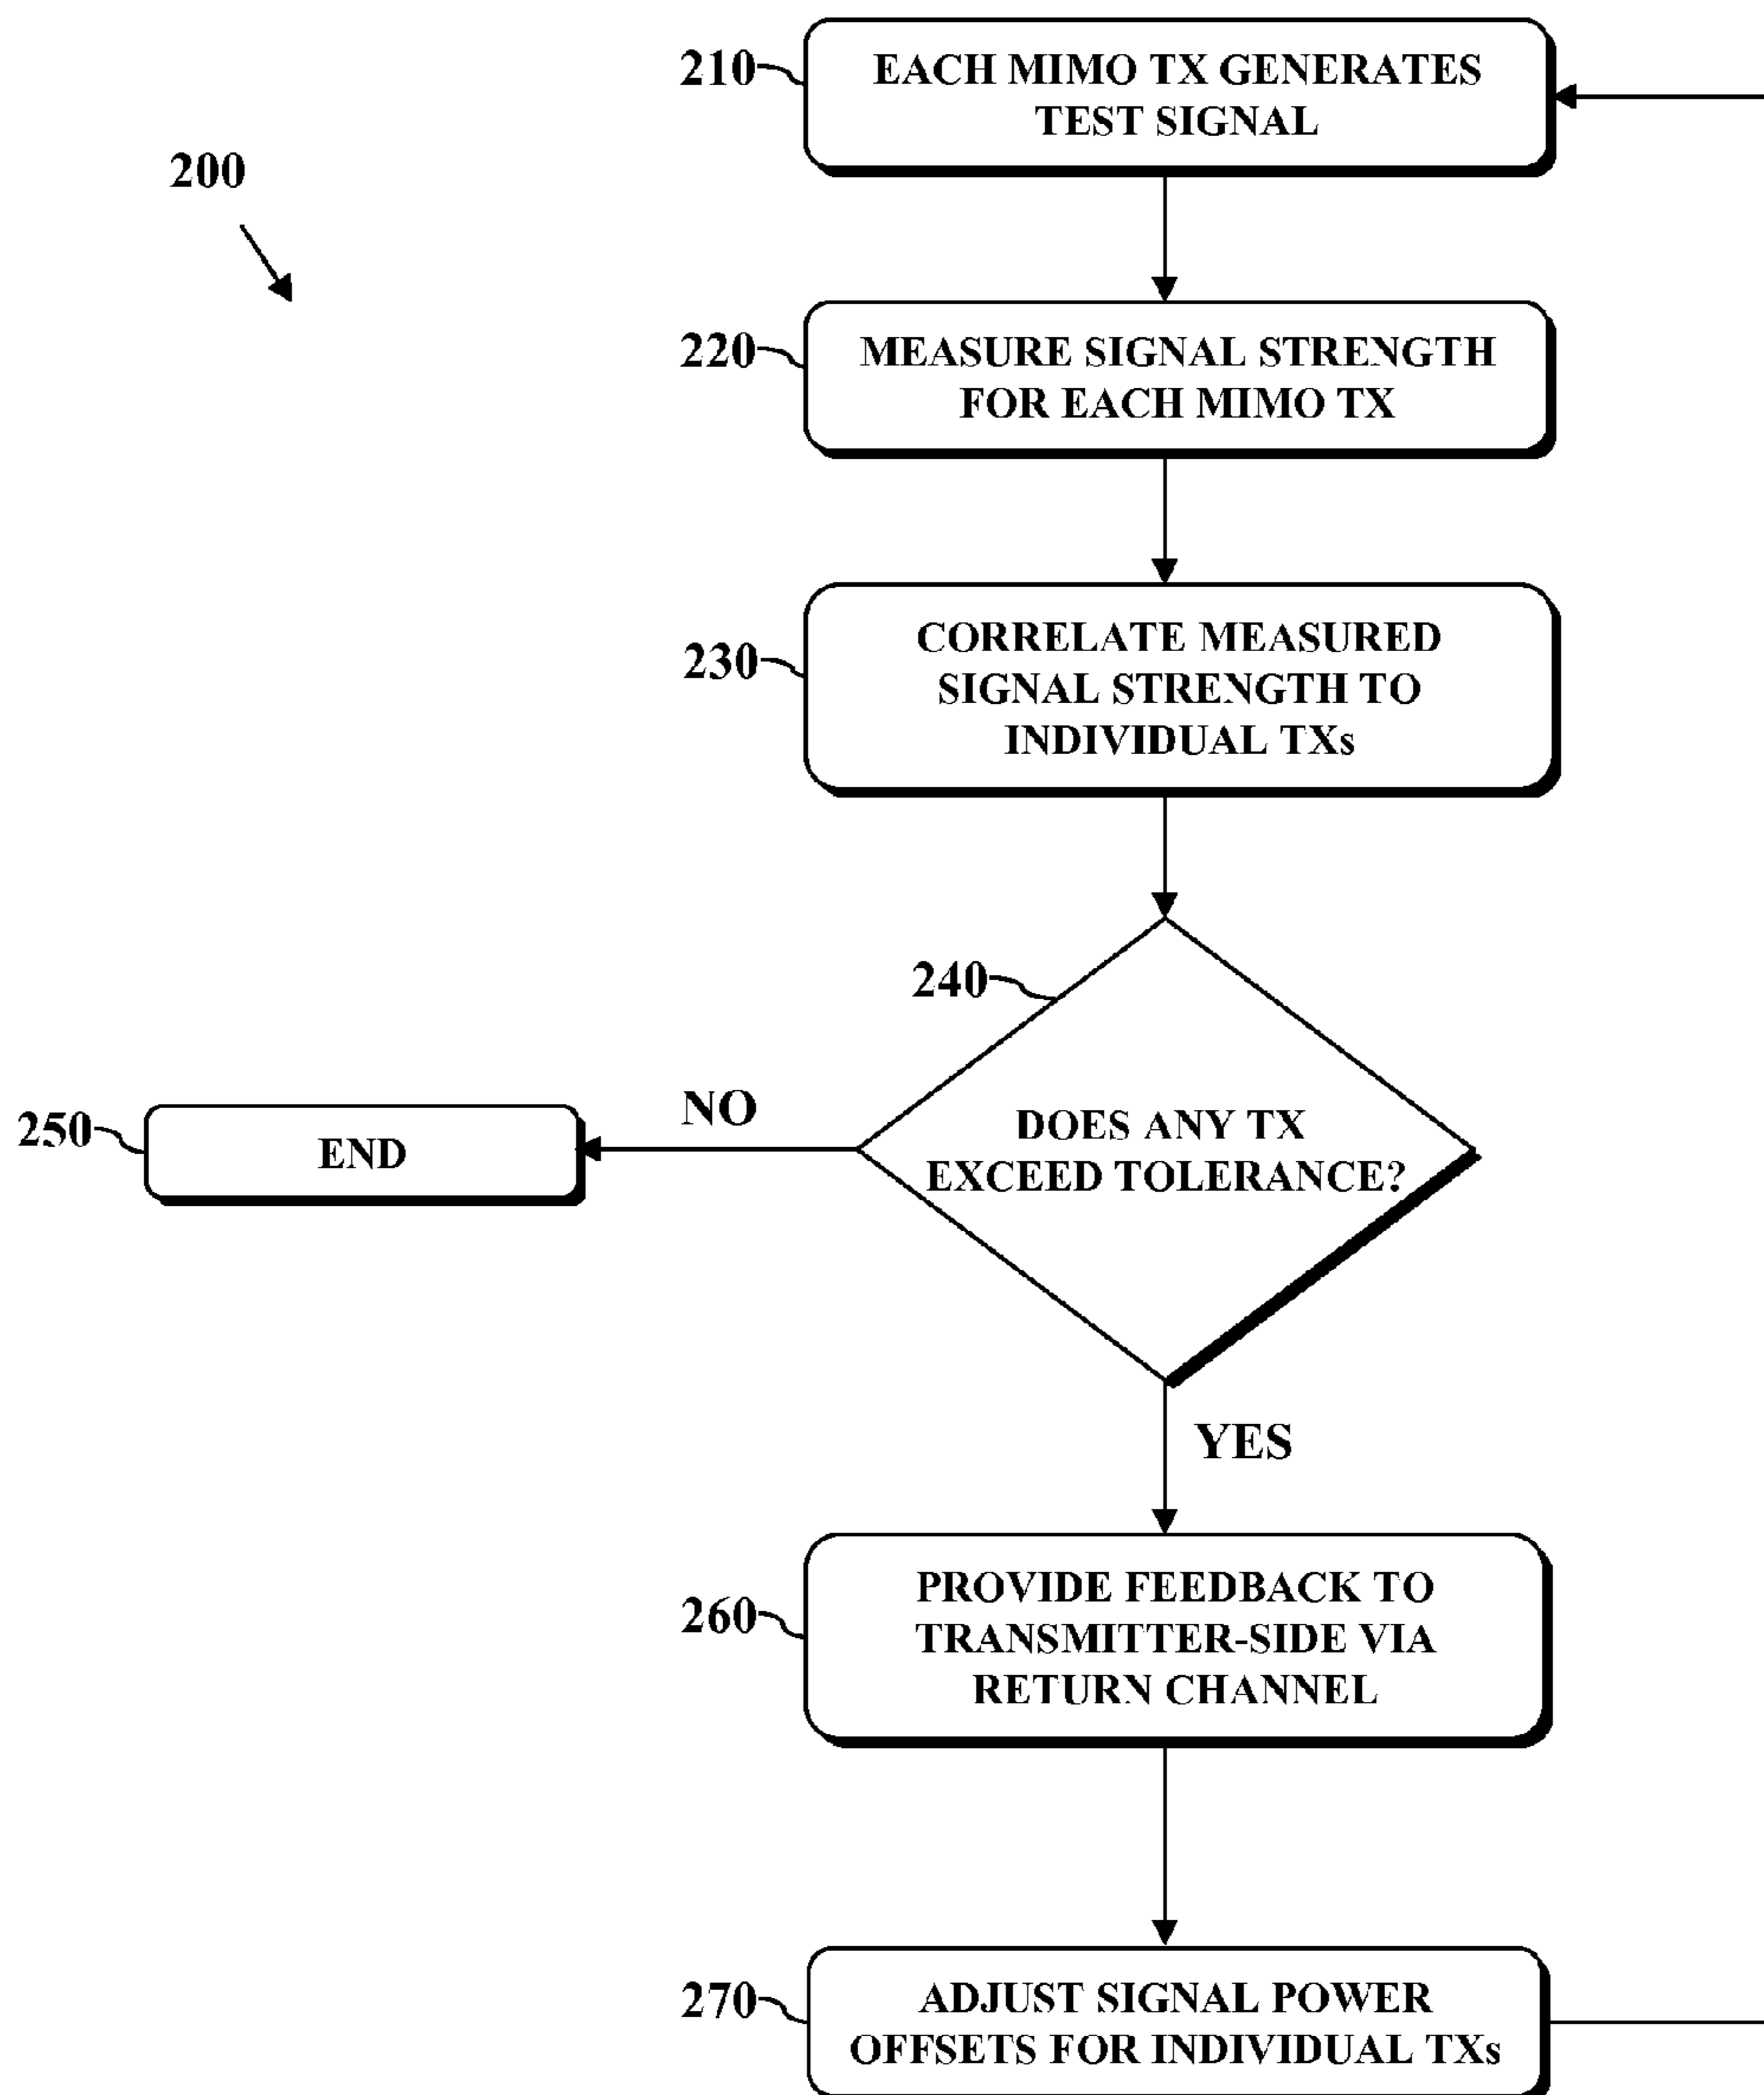 210
EACH MIMO TX GENERATES
TEST SIGNAL
200
220
MEASURE SIGNAL STRENGTH
FOR EACH MIMO TX
230
CORRELATE MEASURED
SIGNAL STRENGTH TO
INDIVIDUAL TXs
240
DOES ANY TX
EXCEED TOLERANCE?
NO
250
END
YES
260
PROVIDE FEEDBACK TO
TRANSMITTER-SIDE VIA
RETURN CHANNEL
270
ADJUST SIGNAL POWER
OFFSETS FOR INDIVIDUAL TXs